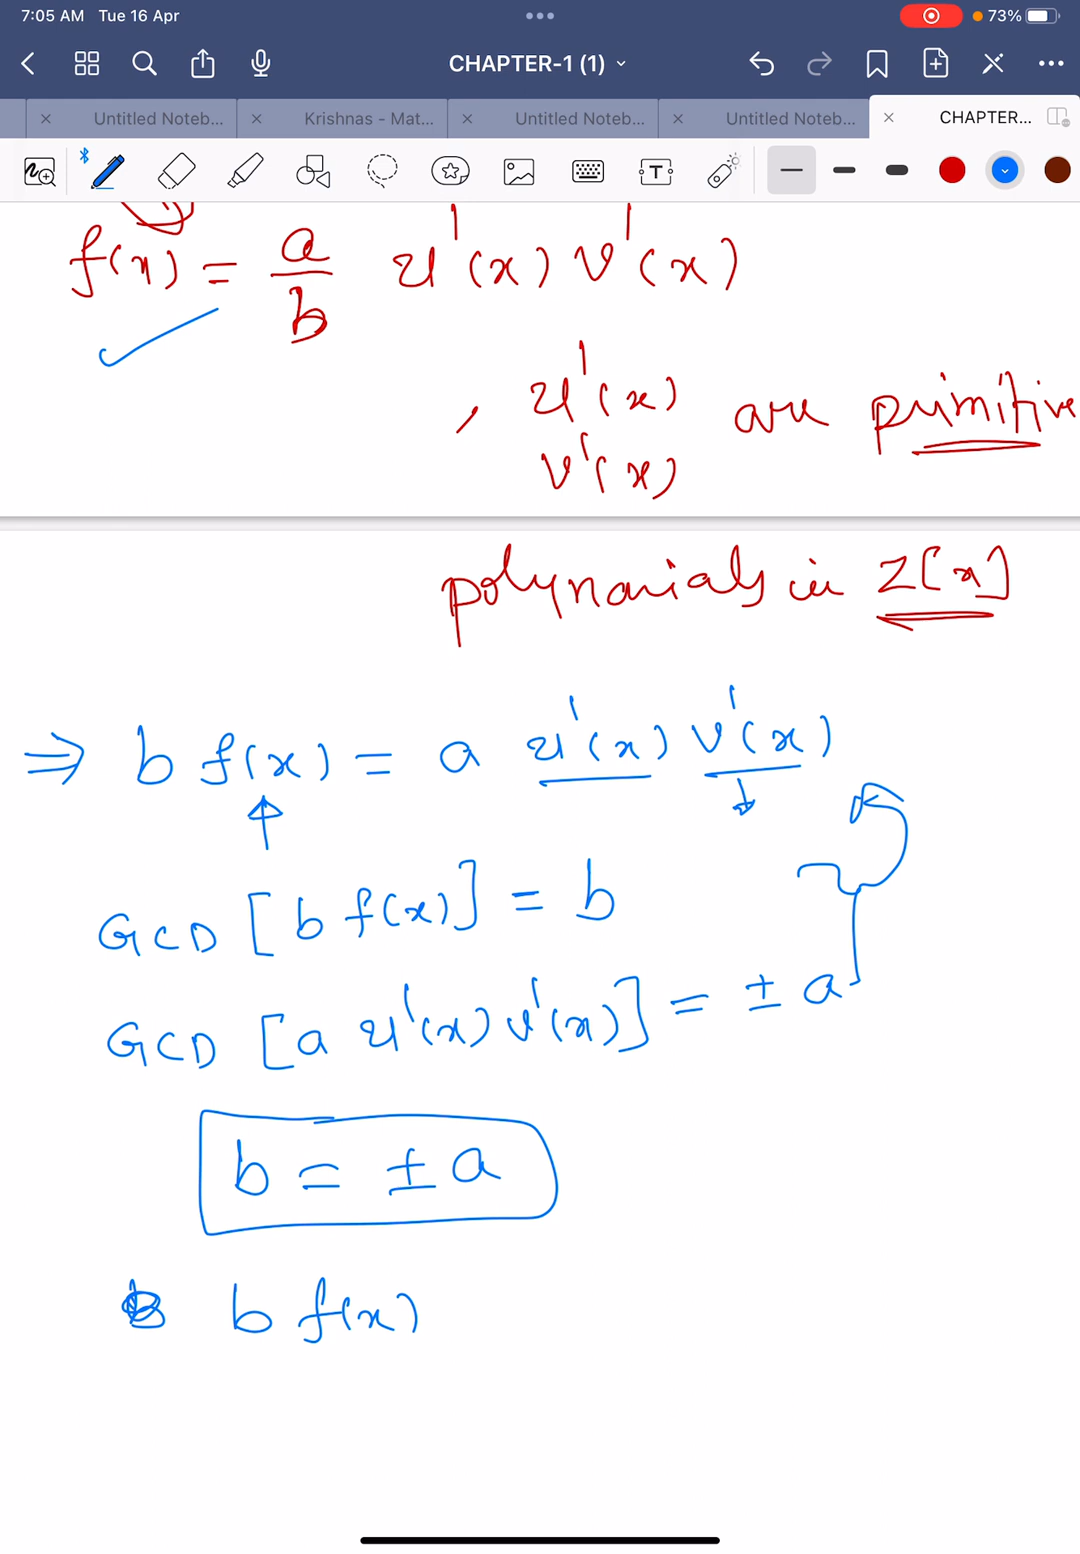 7:05 AM Tue 16 Apr
73%
CHAPTER-1 (1)
Untitled Noteb...
Krishnas - Mat...
Untitled Noteb...
Untitled Noteb...
CHAPTER...
T
f(x) = a/b u'(x) v'(x)
, u'(x) are primitive
v'(x)
polynomials in Z[x]
⇒ b f(x) = a u'(x) v'(x)
GCD [b f(x)] = b
GCD [a u'(x) v'(x)] = ± a
b = ± a
b f(x)